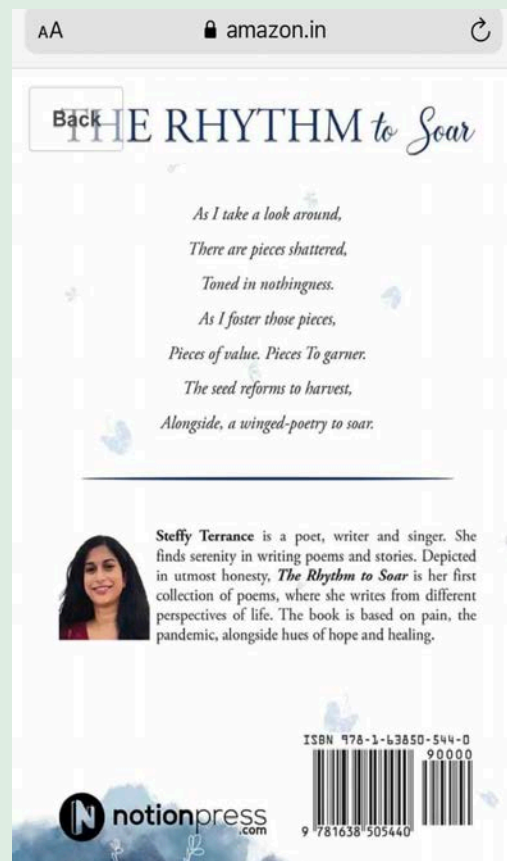 AA
amazon.in
Back
THE RHYTHM to Soar
As I take a look around,
There are pieces shattered,
Toned in nothingness.
As I foster those pieces,
Pieces of value. Pieces To garner.
The seed reforms to harvest,
Alongside, a winged-poetry to soar.
Steffy Terrance is a poet, writer and singer. She
finds serenity in writing poems and stories. Depicted
in utmost honesty, The Rhythm to Soar is her first
collection of poems, where she writes from different
perspectives of life. The book is based on pain, the
pandemic, alongside hues of hope and healing.
ISBN 978-1-63850-544-0
90000
9 781638 505440
N notionpress
.com